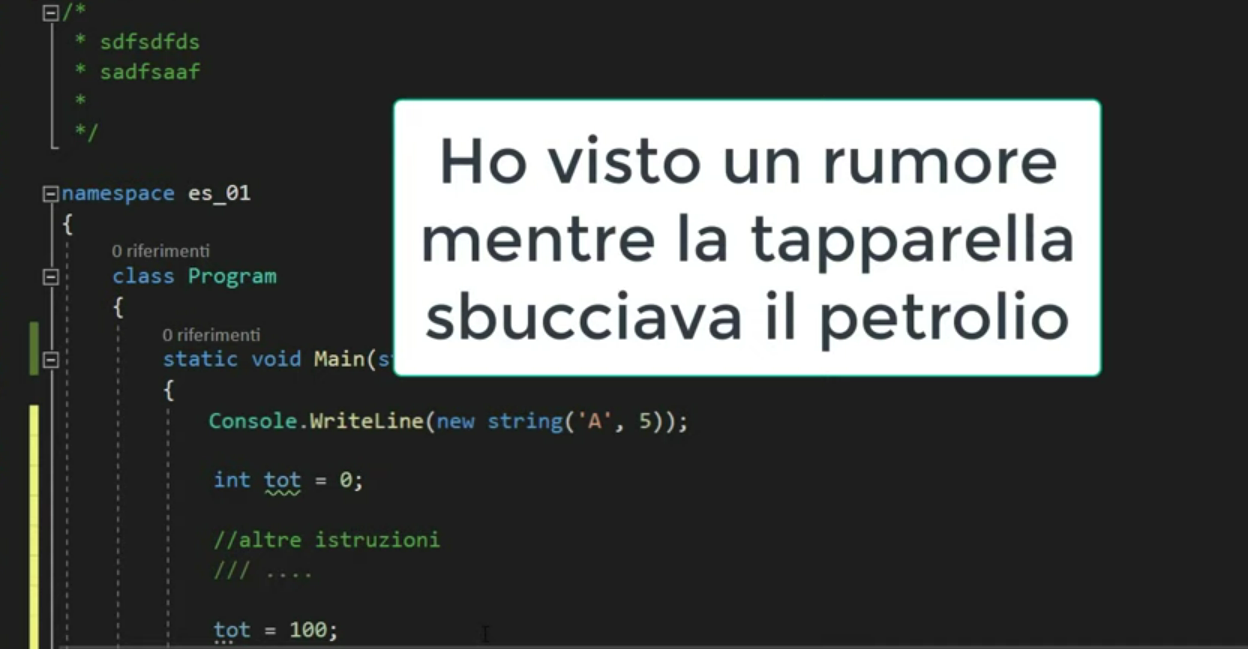 /*
* sdfsdfds
* sadfsaaf
*
*/
Ho visto un rumore
mentre la tapparella
sbucciava il petrolio
namespace es_01
{
0 riferimenti
class Program
{
0 riferimenti
static void Main(
{
Console.WriteLine(new string('A', 5));
int tot = 0;
//altre istruzioni
/// ....
tot = 100;